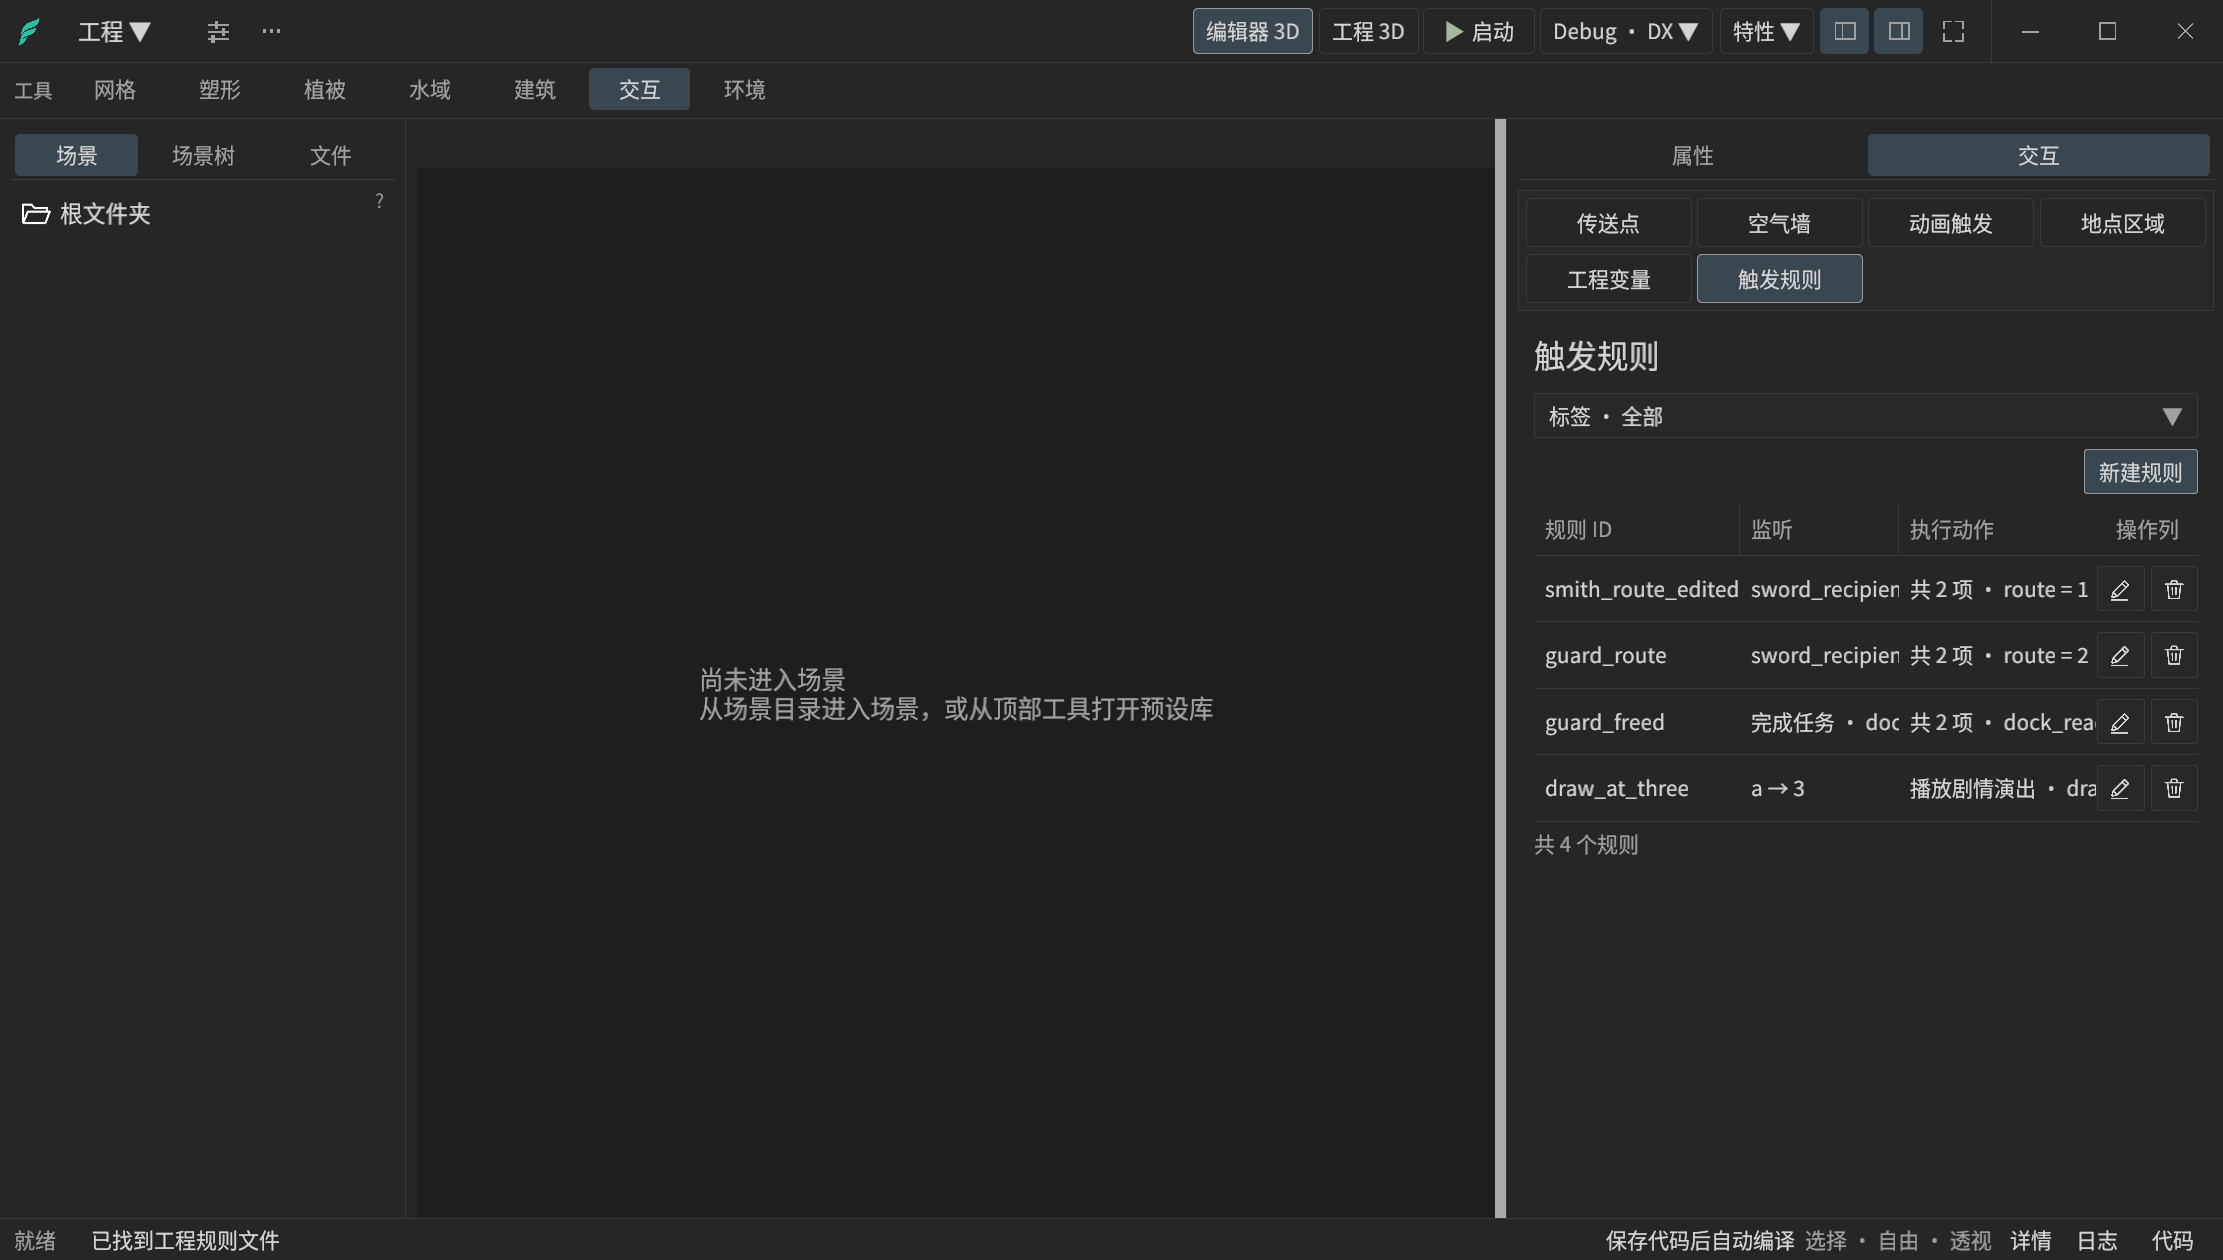 工程 ▼ ... 编辑器 3D 工程 3D ▶ 启动 Debug · DX ▼ 特性 ▼
工具 网格 塑形 植被 水域 建筑 交互 环境
场景 场景树 文件
根文件夹 ?
尚未进入场景
从场景目录进入场景，或从顶部工具打开预设库
属性 交互
传送点 空气墙 动画触发 地点区域
工程变量 触发规则
触发规则
标签 · 全部 ▼
新建规则
规则 ID 监听 执行动作 操作列
smith_route_edited sword_recipien 共 2 项 · route = 1
guard_route sword_recipien 共 2 项 · route = 2
guard_freed 完成任务 · doc 共 2 项 · dock_rea
draw_at_three a → 3 播放剧情演出 · dra
共 4 个规则
就绪 已找到工程规则文件 保存代码后自动编译 选择 · 自由 · 透视 详情 日志 代码